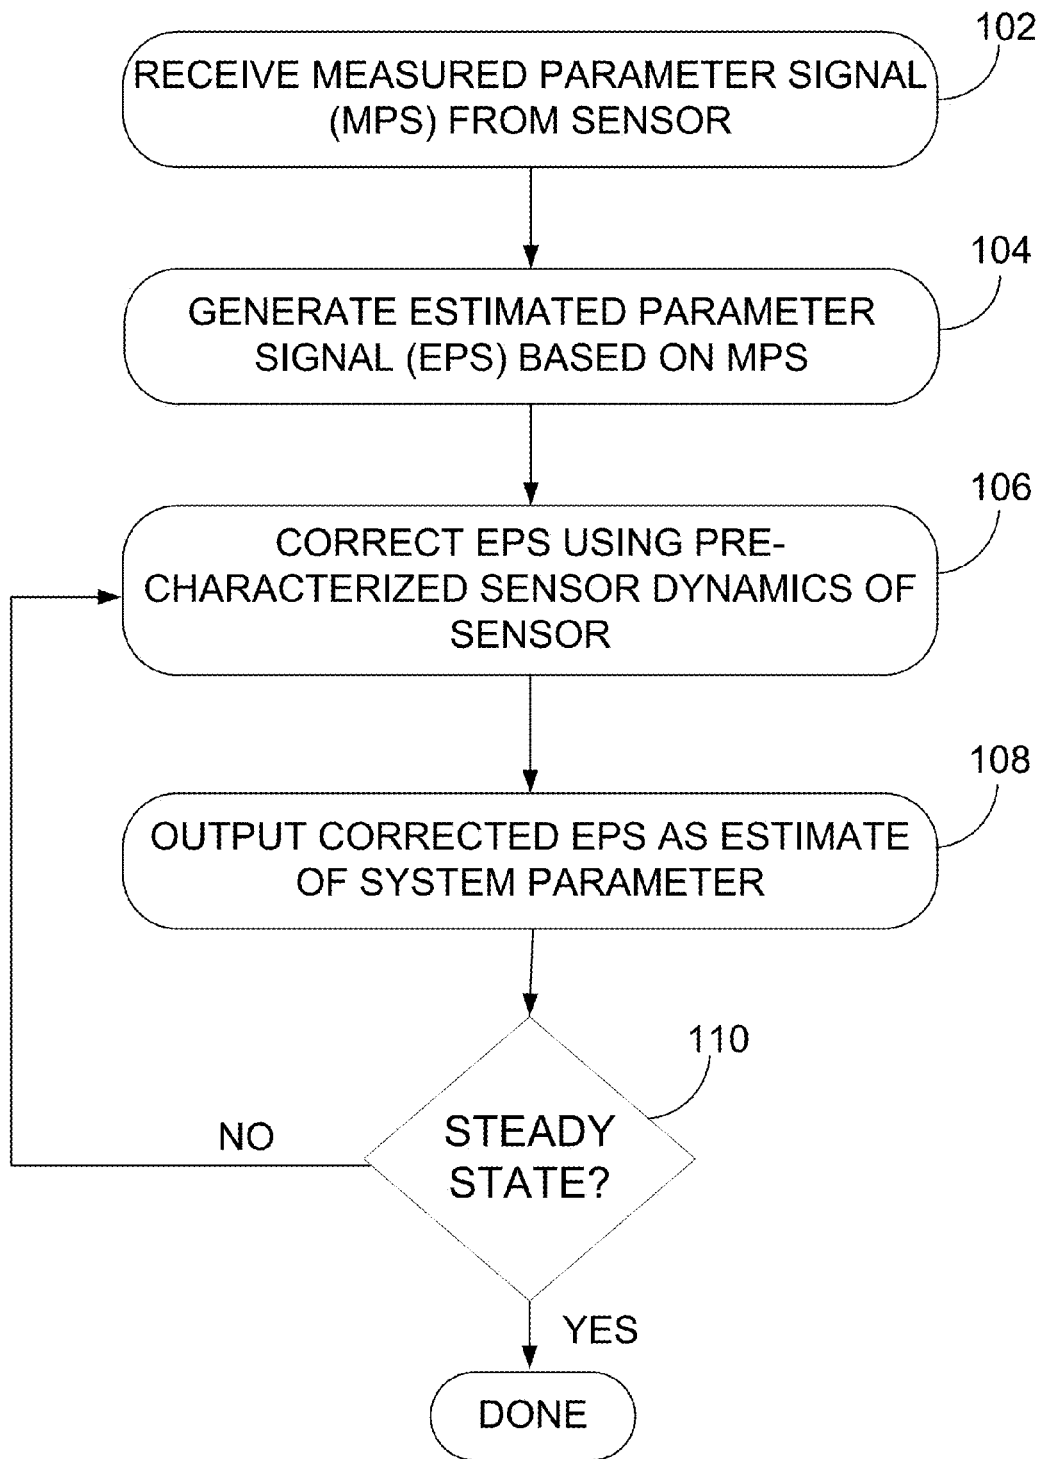 102
RECEIVE MEASURED PARAMETER SIGNAL
(MPS) FROM SENSOR
104
GENERATE ESTIMATED PARAMETER
SIGNAL (EPS) BASED ON MPS
106
CORRECT EPS USING PRE-
CHARACTERIZED SENSOR DYNAMICS OF
SENSOR
108
OUTPUT CORRECTED EPS AS ESTIMATE
OF SYSTEM PARAMETER
110
STEADY
STATE?
NO
YES
DONE